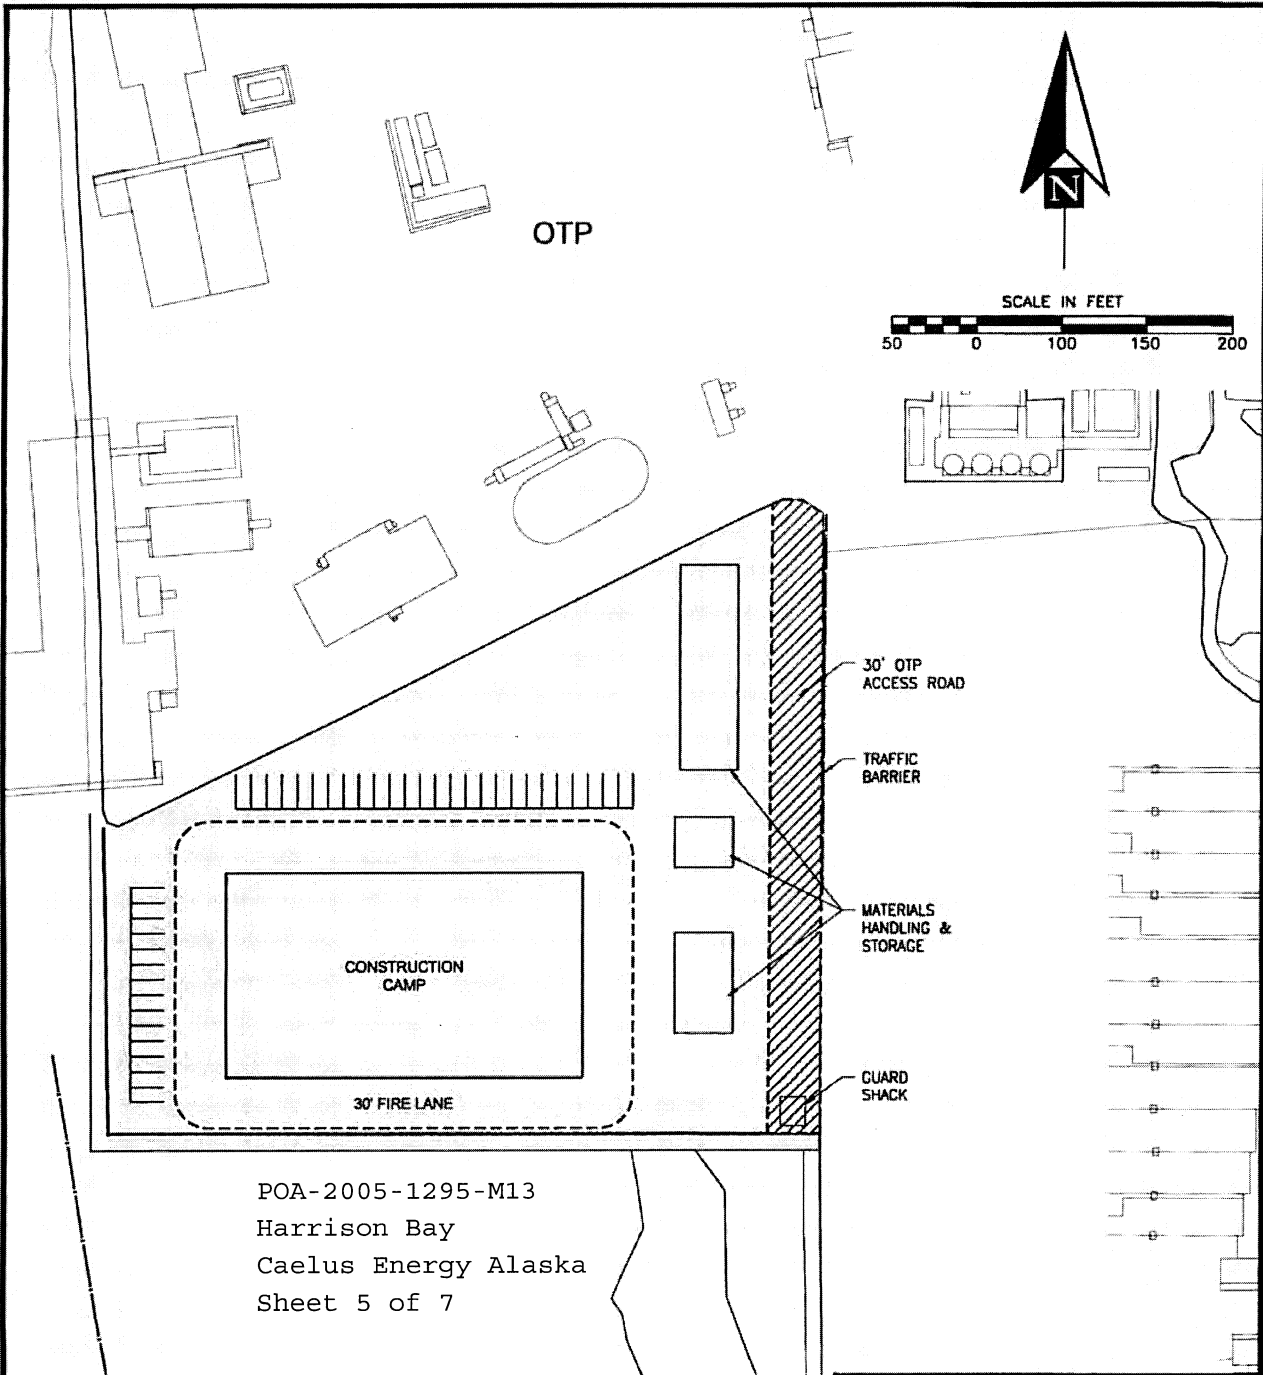 OTP
N
SCALE IN FEET
50 0 100 150 200
30' OTP
ACCESS ROAD
TRAFFIC
BARRIER
MATERIALS
HANDLING &
STORAGE
CONSTRUCTION
CAMP
GUARD
SHACK
30' FIRE LANE
POA-2005-1295-M13
Harrison Bay
Caelus Energy Alaska
Sheet 5 of 7